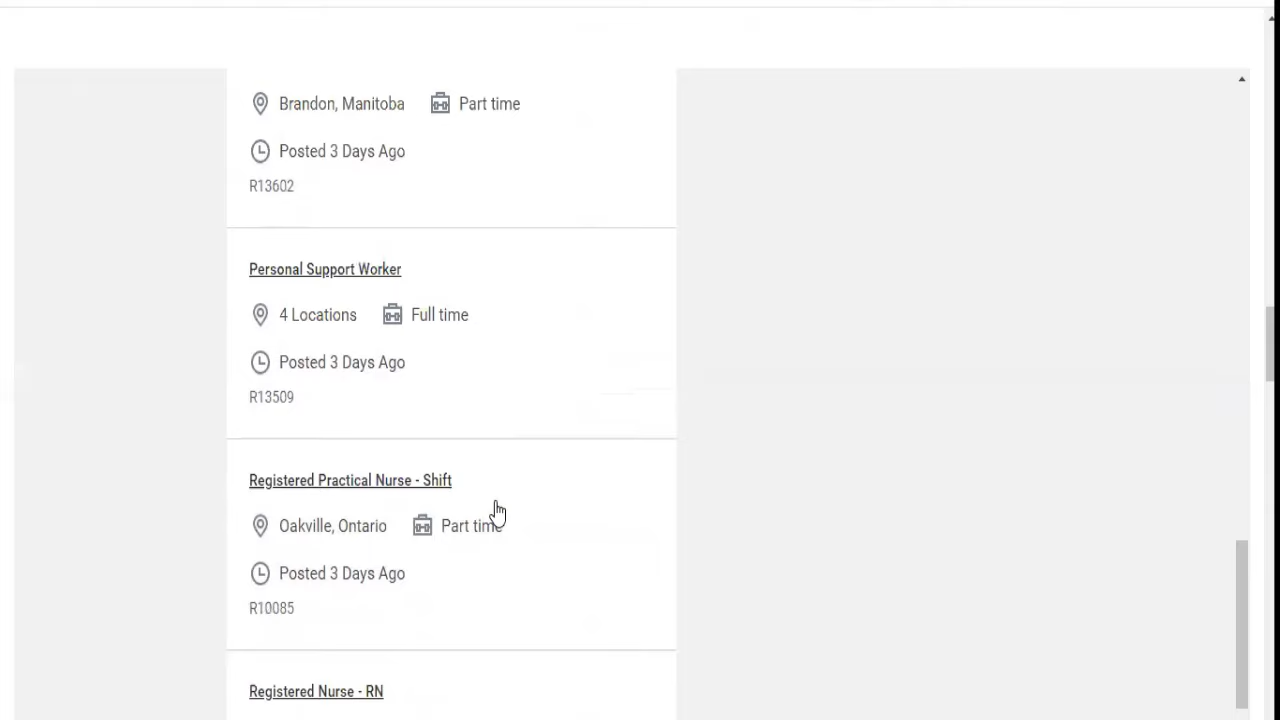 Brandon, Manitoba Part time
Posted 3 Days Ago
R13602
Personal Support Worker
4 Locations Full time
Posted 3 Days Ago
R13509
Registered Practical Nurse - Shift
Oakville, Ontario Part time
Posted 3 Days Ago
R10085
Registered Nurse - RN